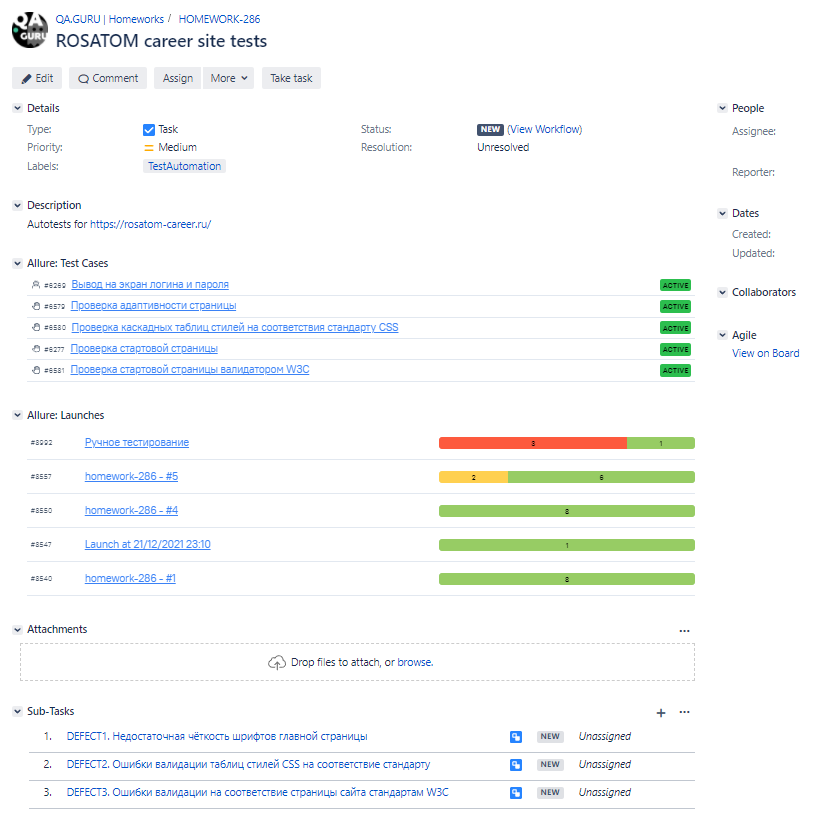 QA
GURU
QA.GURU | Homeworks / HOMEWORK-286
ROSATOM career site tests
Edit Comment Assign More Take task
Details
Type: Task Status: NEW (View Workflow)
Priority: Medium Resolution: Unresolved
Labels: TestAutomation
Description
Autotests for https://rosatom-career.ru/
Allure: Test Cases
#6269 Вывод на экран логина и пароля ACTIVE
#6579 Проверка адаптивности страницы ACTIVE
#6580 Проверка каскадных таблиц стилей на соответствия стандарту CSS ACTIVE
#6277 Проверка стартовой страницы ACTIVE
#6581 Проверка стартовой страницы валидатором W3C ACTIVE
Allure: Launches
#8992 Ручное тестирование 3 1
#8557 homework-286 - #5 2 6
#8550 homework-286 - #4 8
#8547 Launch at 21/12/2021 23:10 1
#8540 homework-286 - #1 8
Attachments
Drop files to attach, or browse.
Sub-Tasks
1. DEFECT1. Недостаточная чёткость шрифтов главной страницы NEW Unassigned
2. DEFECT2. Ошибки валидации таблиц стилей CSS на соответствие стандарту NEW Unassigned
3. DEFECT3. Ошибки валидации на соответствие страницы сайта стандартам W3C NEW Unassigned
People
Assignee:
Reporter:
Dates
Created:
Updated:
Collaborators
Agile
View on Board